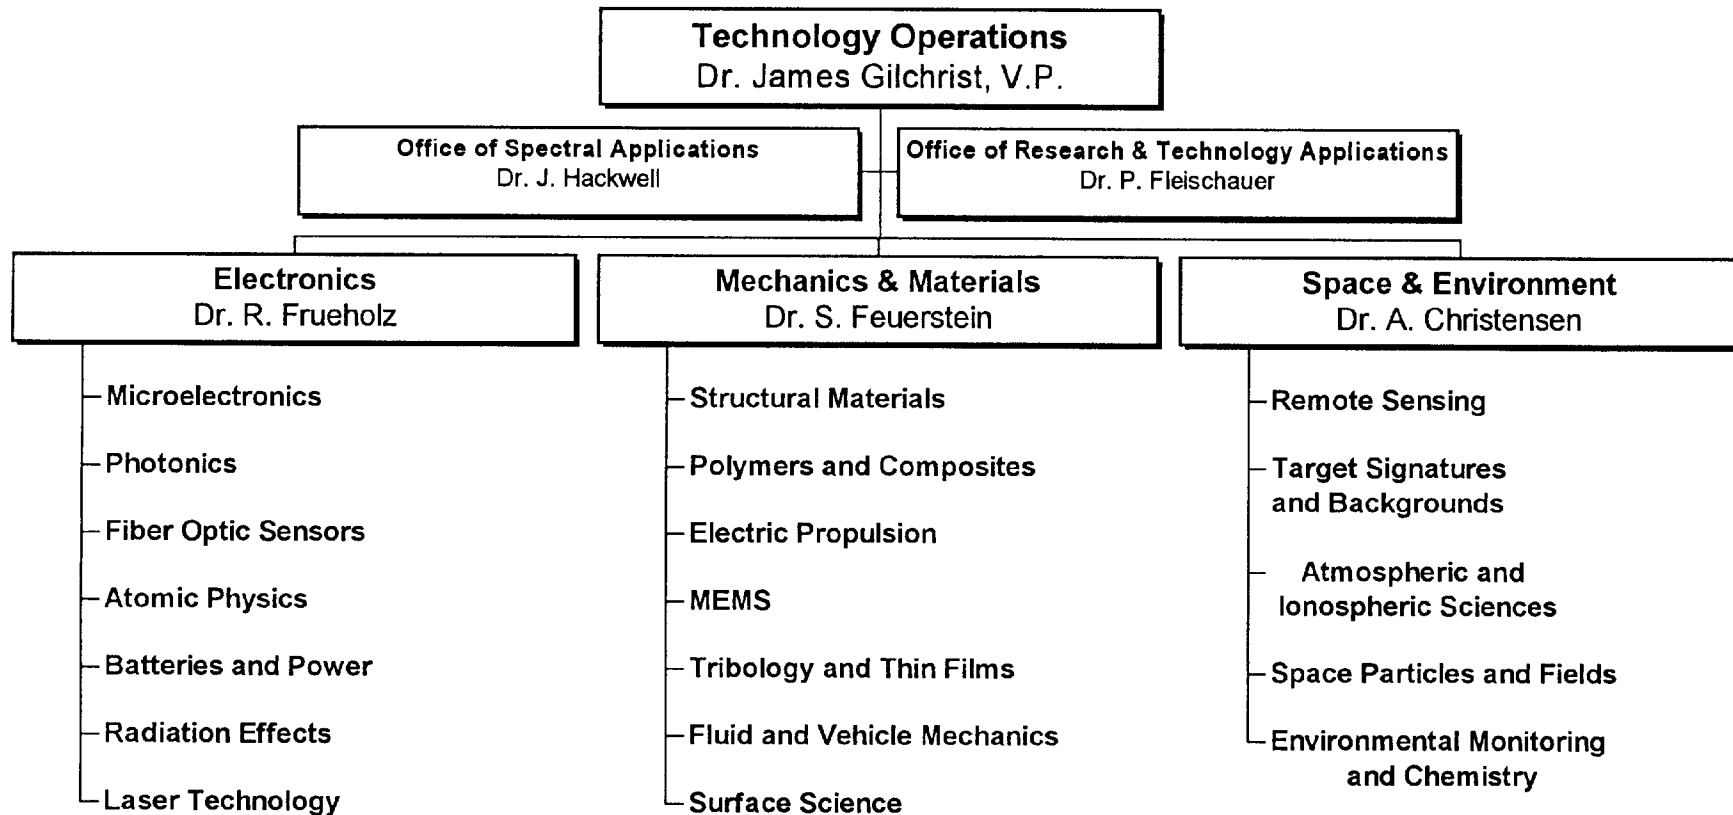 Technology Operations
Dr. James Gilchrist, V.P.
Office of Spectral Applications
Dr. J. Hackwell
Office of Research & Technology Applications
Dr. P. Fleischauer
Electronics
Dr. R. Frueholz
Microelectronics
Photonics
Fiber Optic Sensors
Atomic Physics
Batteries and Power
Radiation Effects
Laser Technology
Mechanics & Materials
Dr. S. Feuerstein
Structural Materials
Polymers and Composites
Electric Propulsion
MEMS
Tribology and Thin Films
Fluid and Vehicle Mechanics
Surface Science
Space & Environment
Dr. A. Christensen
Remote Sensing
Target Signatures
and Backgrounds
Atmospheric and
Ionospheric Sciences
Space Particles and Fields
Environmental Monitoring
and Chemistry